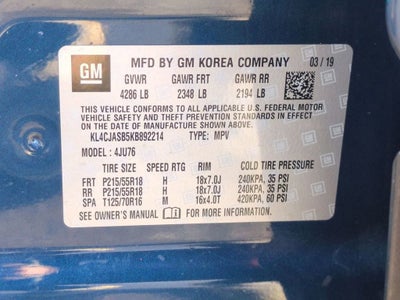 GM
MFD BY GM KOREA COMPANY 03 / 19
GVWR GAWR FRT GAWR RR
4286 LB 2348 LB 2194 LB
THIS VEHICLE CONFORMS TO ALL APPLICABLE U.S. FEDERAL MOTOR
VEHICLE SAFETY, BUMPER, AND THEFT PREVENTION STANDARDS IN
EFFECT ON THE DATE OF MANUFACTURE SHOWN ABOVE.
KL4CJASB5KB892214 TYPE: MPV
MODEL : 4JU76
TIRE SIZE SPEED RTG RIM COLD TIRE PRESSURE
FRT P215/55R18 H 18x7.0J 240KPA, 35 PSI
RR P215/55R18 H 18x7.0J 240KPA, 35 PSI
SPA T125/70R16 M 16x4.0T 420KPA, 60 PSI
SEE OWNER'S MANUAL FOR MORE INFORMATION.